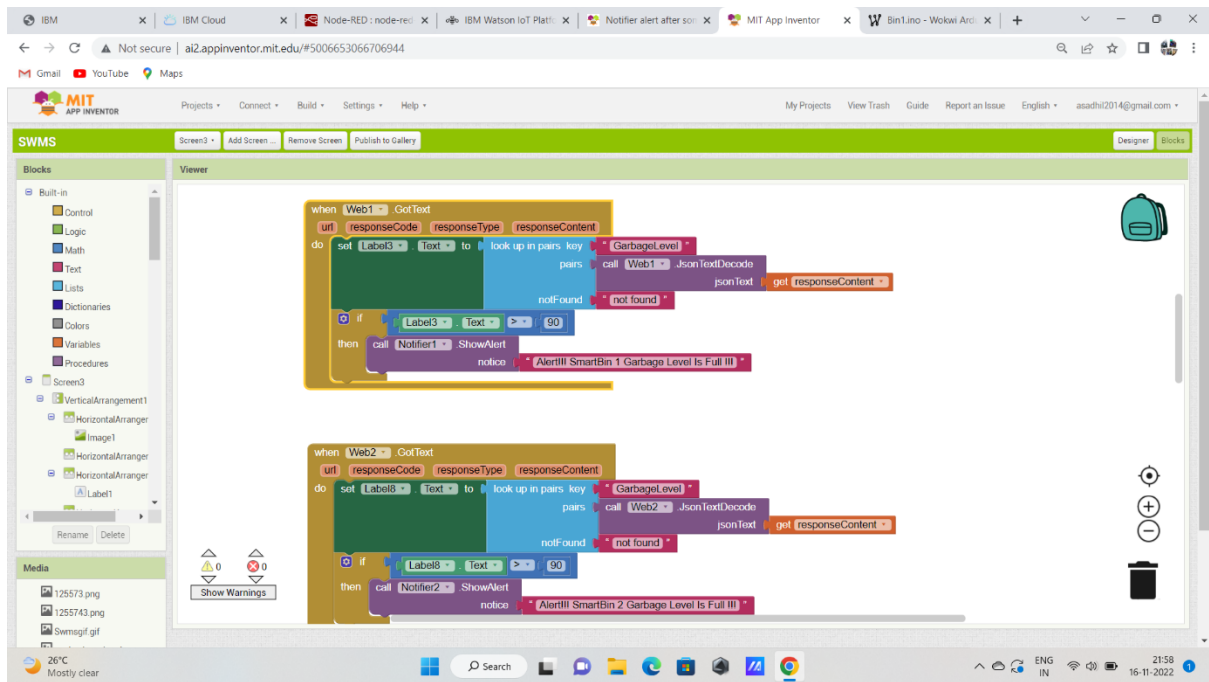 IBM
IBM Cloud
Node-RED : node-red
IBM Watson IoT Platfo
Notifier alert after som
MIT App Inventor
Bin1.ino - Wokwi Ardu
Not secure | ai2.appinventor.mit.edu/#5006653066706944
Gmail YouTube Maps
MIT
APP INVENTOR
Projects Connect Build Settings Help
My Projects View Trash Guide Report an Issue English asadhil2014@gmail.com
SWMS
Screen3 Add Screen ... Remove Screen Publish to Gallery
Designer Blocks
Blocks
Built-in
Control
Logic
Math
Text
Lists
Dictionaries
Colors
Variables
Procedures
Screen3
VerticalArrangement1
HorizontalArranger
Image1
HorizontalArranger
HorizontalArranger
Label1
Rename Delete
Media
125573.png
1255743.png
Swmsgif.gif
Viewer
when Web1 .GotText
url responseCode responseType responseContent
do set Label3 . Text to look up in pairs key " GarbageLevel "
pairs call Web1 .JsonTextDecode
jsonText get responseContent
notFound " not found "
if Label3 . Text > 90
then call Notifier1 .ShowAlert
notice " Alert!!! SmartBin 1 Garbage Level Is Full !!! "
when Web2 .GotText
url responseCode responseType responseContent
do set Label8 . Text to look up in pairs key " GarbageLevel "
pairs call Web2 .JsonTextDecode
jsonText get responseContent
notFound " not found "
if Label8 . Text > 90
then call Notifier2 .ShowAlert
notice " Alert!!! SmartBin 2 Garbage Level Is Full !!! "
0 0
Show Warnings
26°C
Mostly clear
Search
ENG
IN
21:58
16-11-2022
1